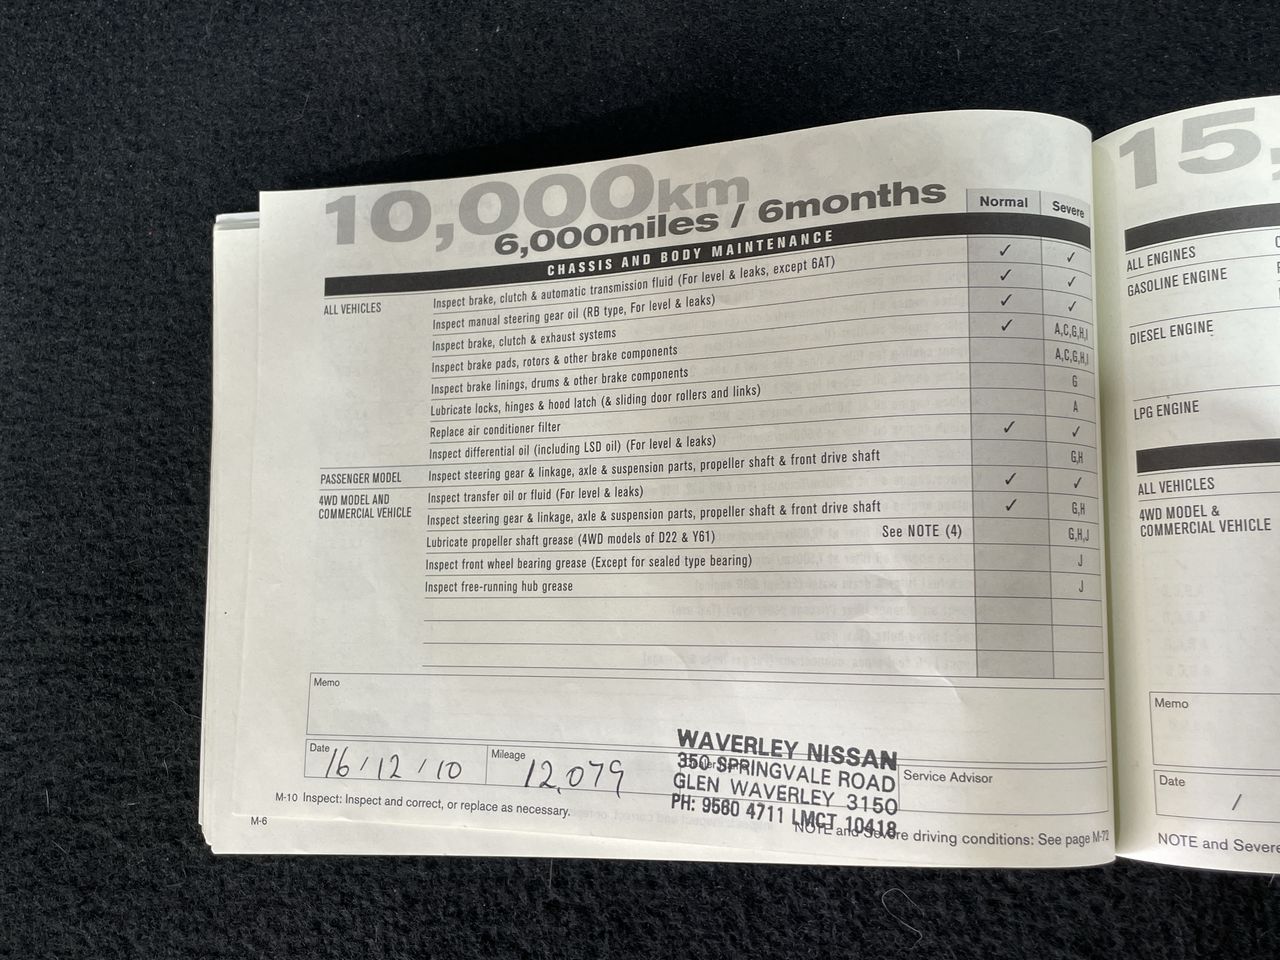 10,000km
6,000miles / 6months
Normal Severe
CHASSIS AND BODY MAINTENANCE
ALL VEHICLES Inspect brake, clutch & automatic transmission fluid (For level & leaks, except 6AT) ✓ ✓
Inspect manual steering gear oil (RB type, For level & leaks) ✓ ✓
Inspect brake, clutch & exhaust systems ✓ ✓
Inspect brake pads, rotors & other brake components ✓ A,C,G,H,I
Inspect brake linings, drums & other brake components A,C,G,H,I
Lubricate locks, hinges & hood latch (& sliding door rollers and links) G
Replace air conditioner filter A
Inspect differential oil (including LSD oil) (For level & leaks) ✓ ✓
PASSENGER MODEL Inspect steering gear & linkage, axle & suspension parts, propeller shaft & front drive shaft G,H
4WD MODEL AND
COMMERCIAL VEHICLE
Inspect transfer oil or fluid (For level & leaks) ✓ ✓
Inspect steering gear & linkage, axle & suspension parts, propeller shaft & front drive shaft ✓ G,H
Lubricate propeller shaft grease (4WD models of D22 & Y61) See NOTE (4) G,H,J
Inspect front wheel bearing grease (Except for sealed type bearing) J
Inspect free-running hub grease J
Memo
Date 16/12/10 Mileage 12,079
WAVERLEY NISSAN
350 SPRINGVALE ROAD
GLEN WAVERLEY 3150
PH: 9560 4711 LMCT 10418
Service Advisor
M-10 Inspect: Inspect and correct, or replace as necessary.
NOTE and Severe driving conditions: See page M-72
M-6
15,
ALL ENGINES
GASOLINE ENGINE
DIESEL ENGINE
LPG ENGINE
ALL VEHICLES
4WD MODEL &
COMMERCIAL VEHICLE
Memo
Date /
NOTE and Severe